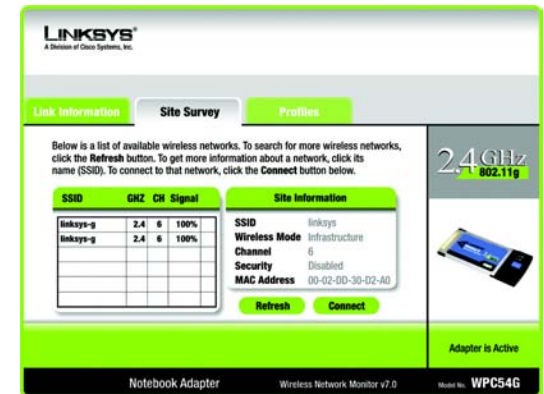 LINKSYS®
A Division of Cisco Systems, Inc.
Link Information Site Survey Profiles
Below is a list of available wireless networks. To search for more wireless networks,
click the Refresh button. To get more information about a network, click its
name (SSID). To connect to that network, click the Connect button below.
SSID GHZ CH Signal
linksys-g 2.4 6 100%
linksys-g 2.4 6 100%
Site Information
SSID linksys
Wireless Mode Infrastructure
Channel 6
Security Disabled
MAC Address 00-02-DD-30-D2-A0
Refresh Connect
2.4GHz
802.11g
Adapter is Active
Notebook Adapter Wireless Network Monitor v7.0 Model No. WPC54G